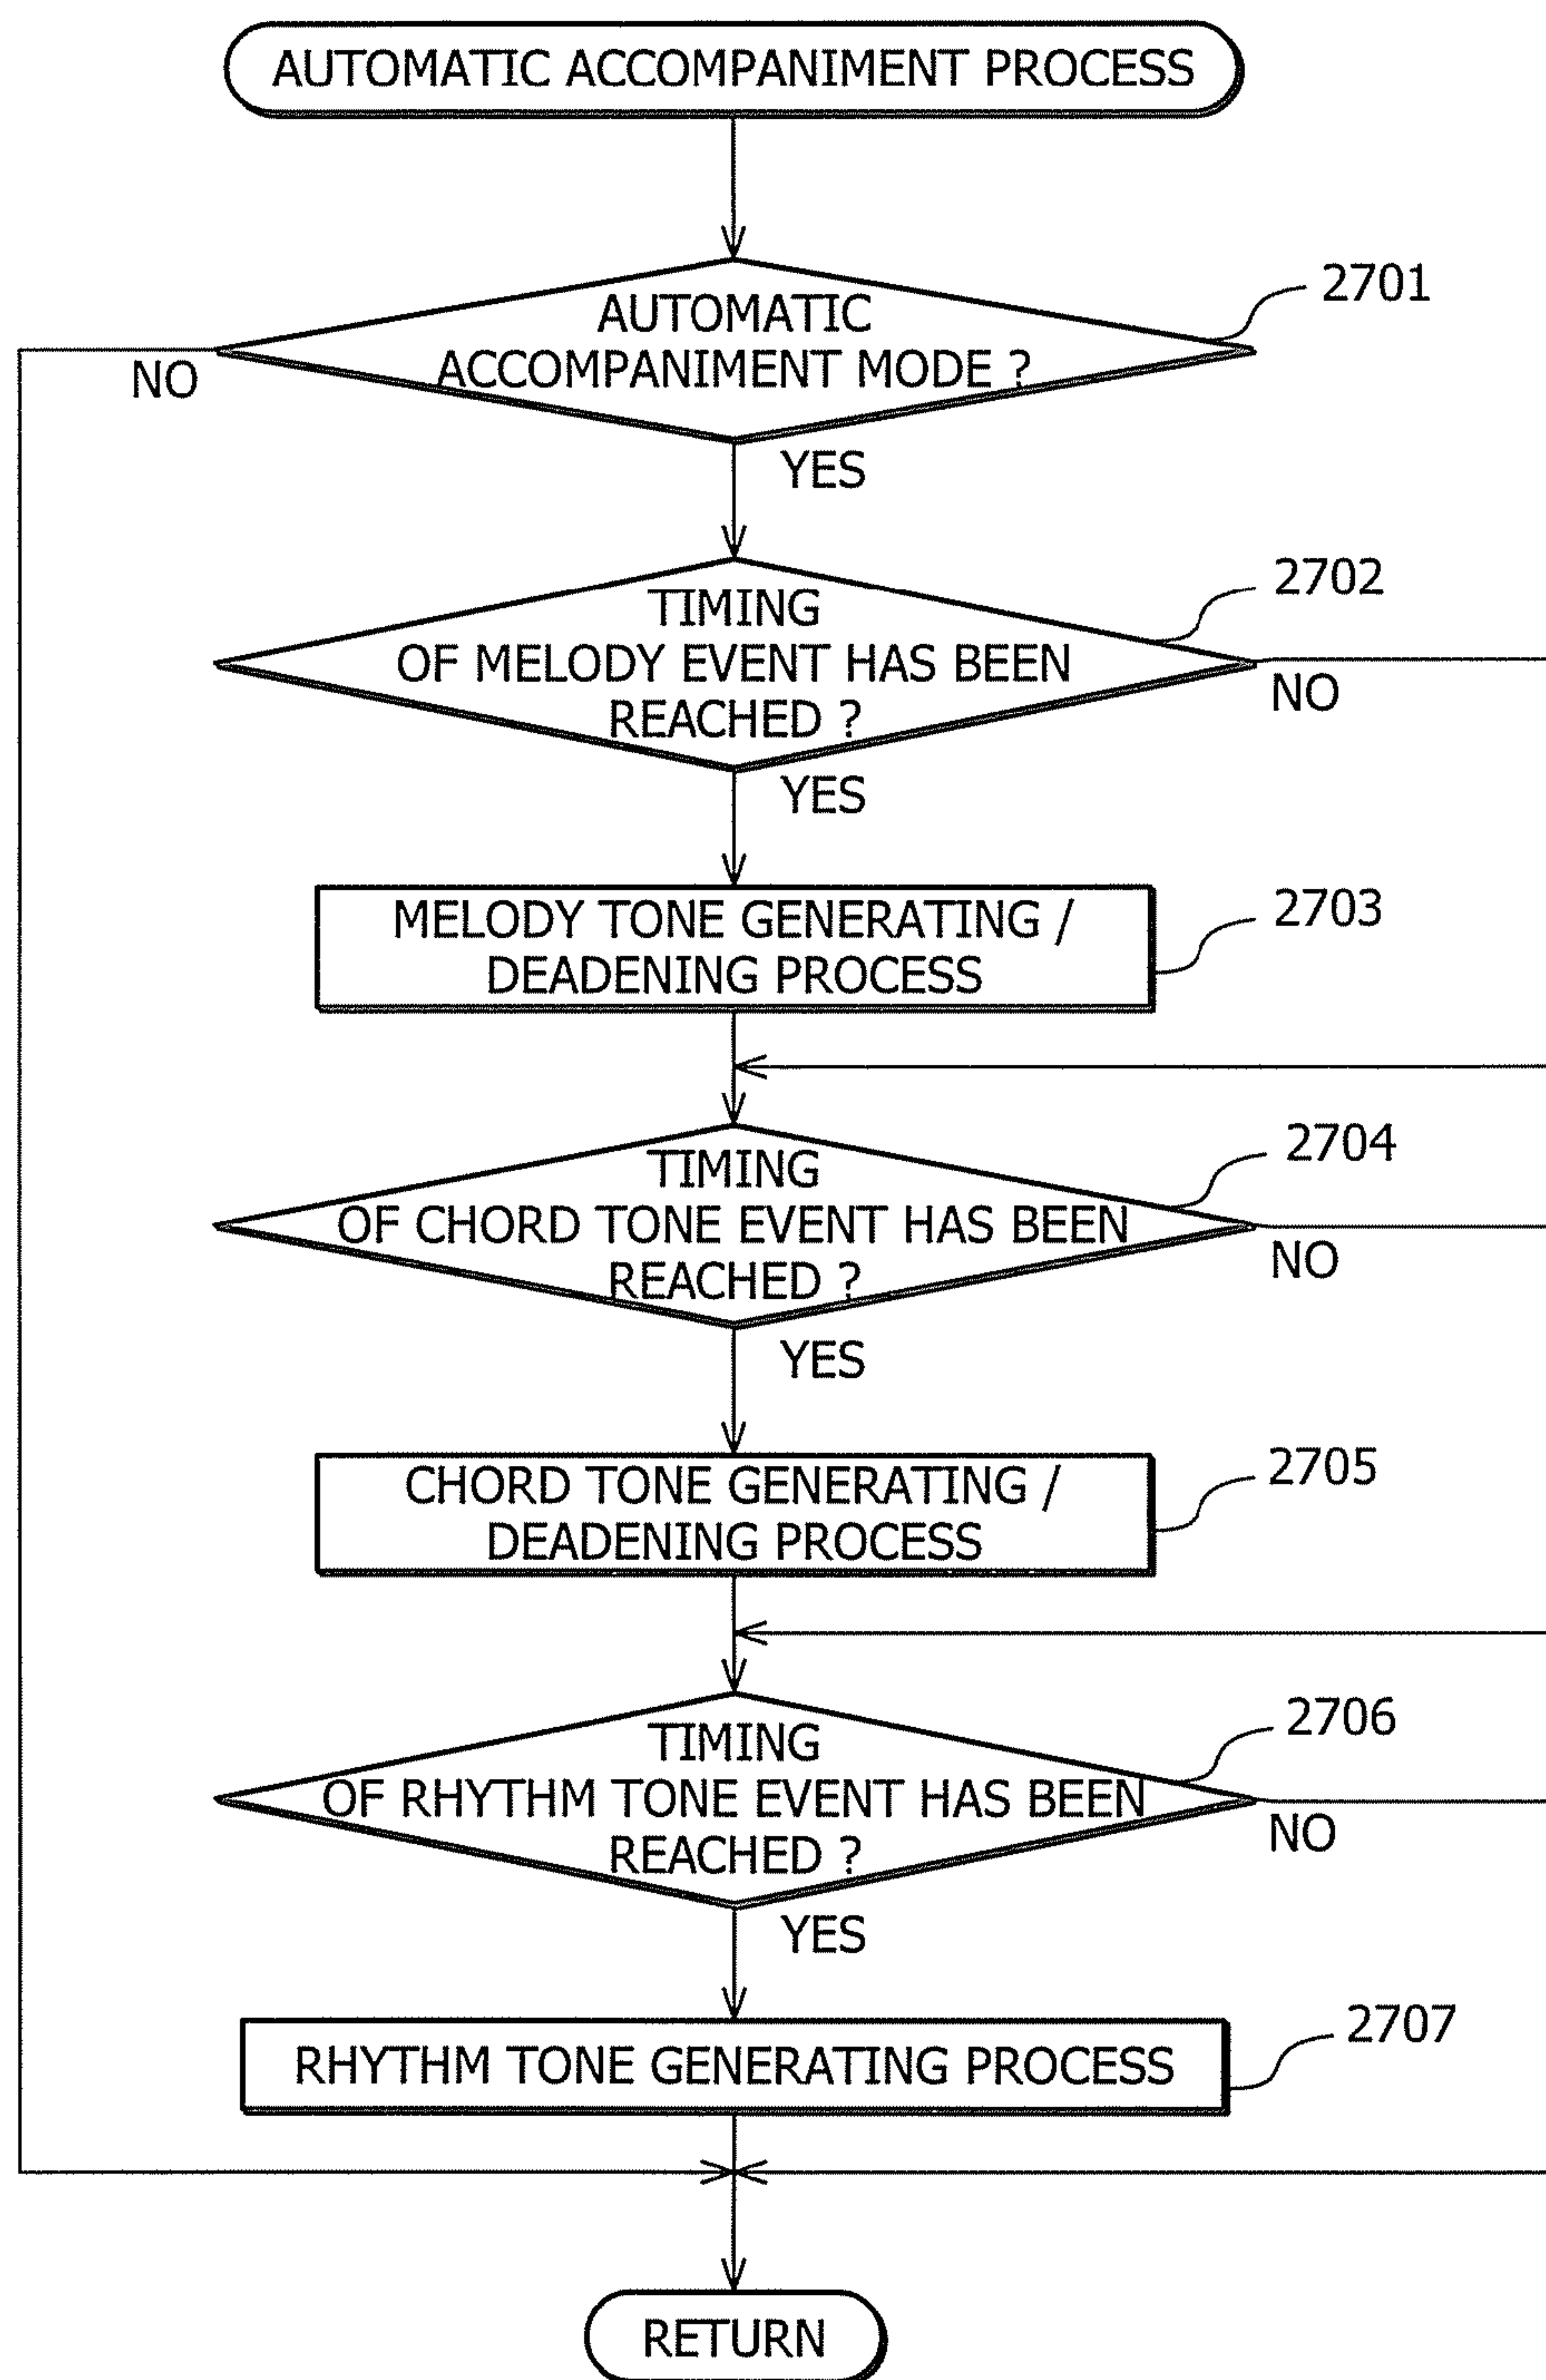 AUTOMATIC ACCOMPANIMENT PROCESS
2701
AUTOMATIC
ACCOMPANIMENT MODE ?
NO
YES
2702
TIMING
OF MELODY EVENT HAS BEEN
REACHED ?
NO
YES
2703
MELODY TONE GENERATING /
DEADENING PROCESS
2704
TIMING
OF CHORD TONE EVENT HAS BEEN
REACHED ?
NO
YES
2705
CHORD TONE GENERATING /
DEADENING PROCESS
2706
TIMING
OF RHYTHM TONE EVENT HAS BEEN
REACHED ?
NO
YES
2707
RHYTHM TONE GENERATING PROCESS
RETURN